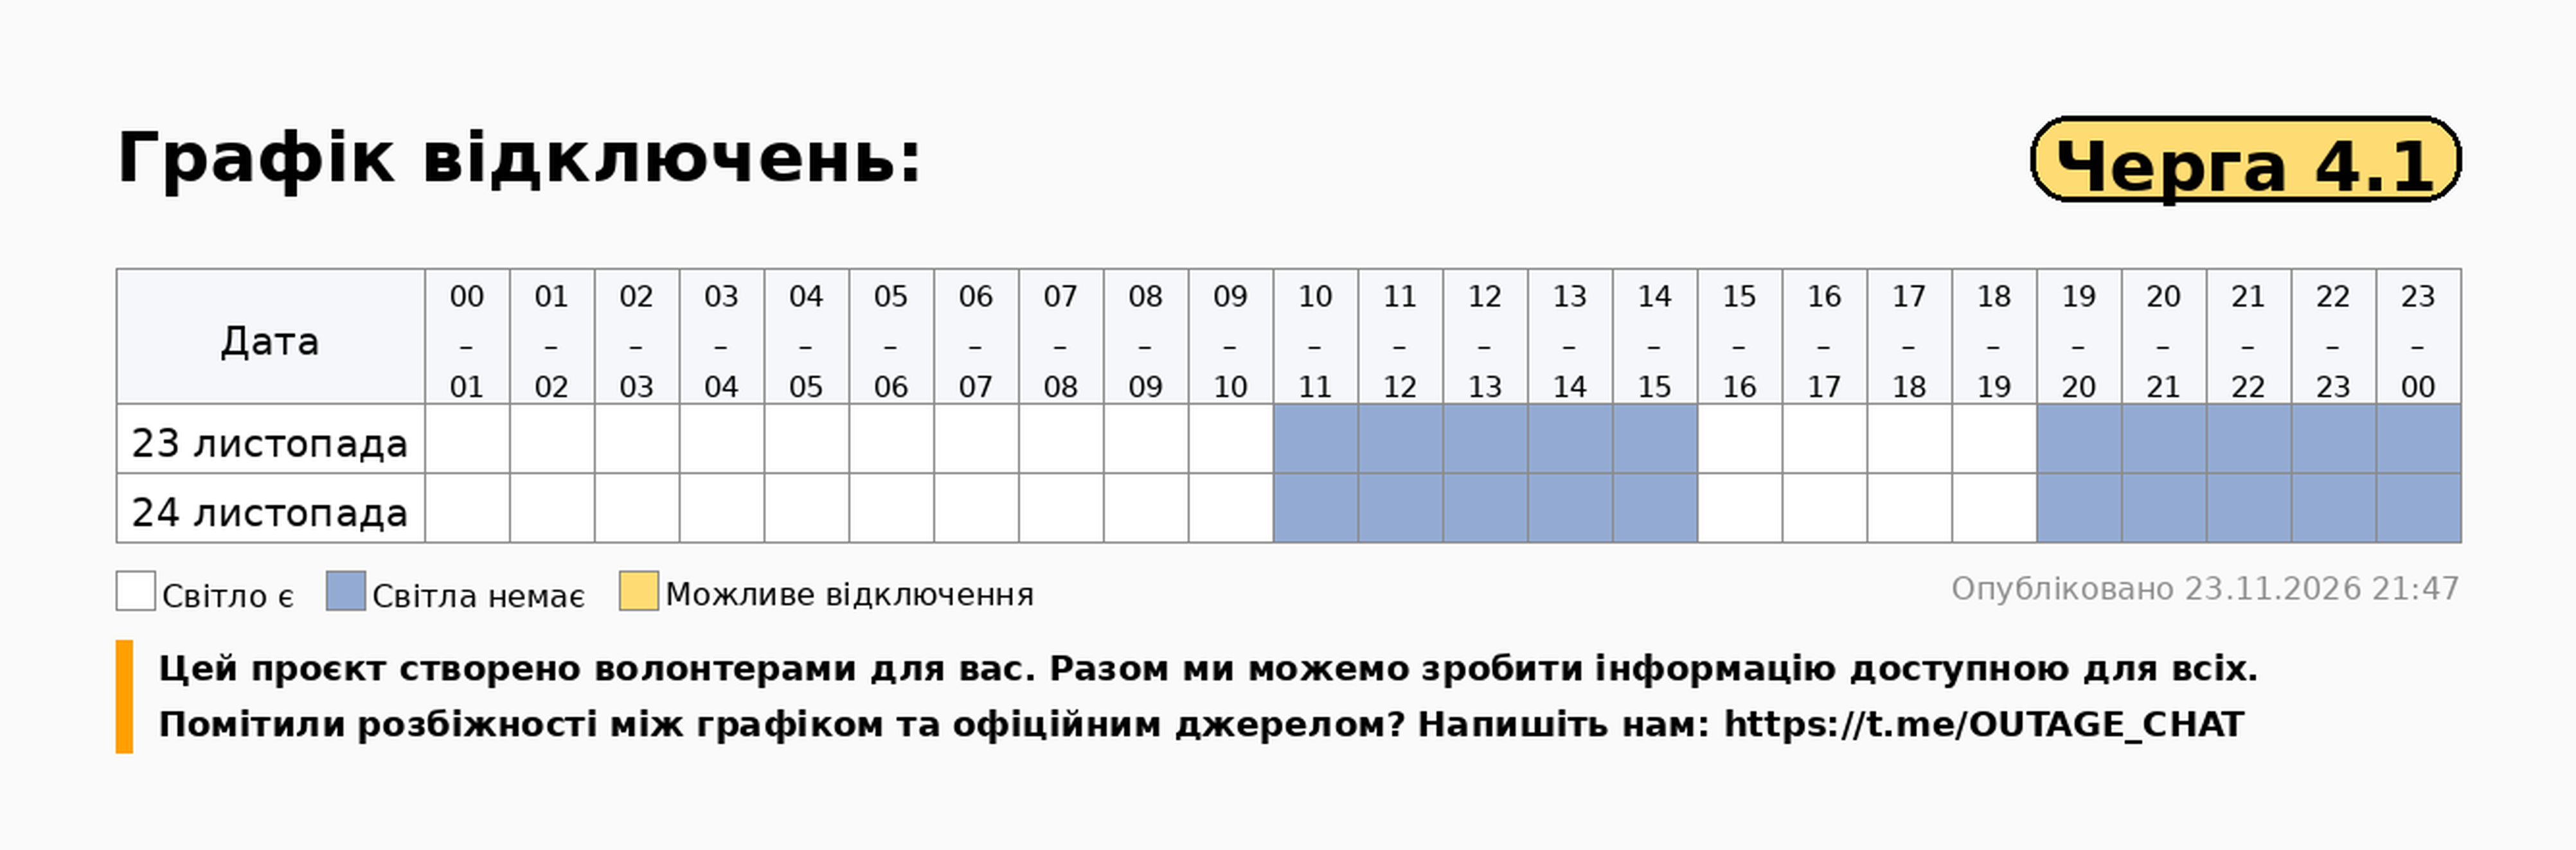 Графік відключень:
Черга 4.1
Дата
00 – 01
01 – 02
02 – 03
03 – 04
04 – 05
05 – 06
06 – 07
07 – 08
08 – 09
09 – 10
10 – 11
11 – 12
12 – 13
13 – 14
14 – 15
15 – 16
16 – 17
17 – 18
18 – 19
19 – 20
20 – 21
21 – 22
22 – 23
23 – 00
23 листопада
24 листопада
Світло є
Світла немає
Можливе відключення
Опубліковано 23.11.2026 21:47
Цей проєкт створено волонтерами для вас. Разом ми можемо зробити інформацію доступною для всіх.
Помітили розбіжності між графіком та офіційним джерелом? Напишіть нам: https://t.me/OUTAGE_CHAT